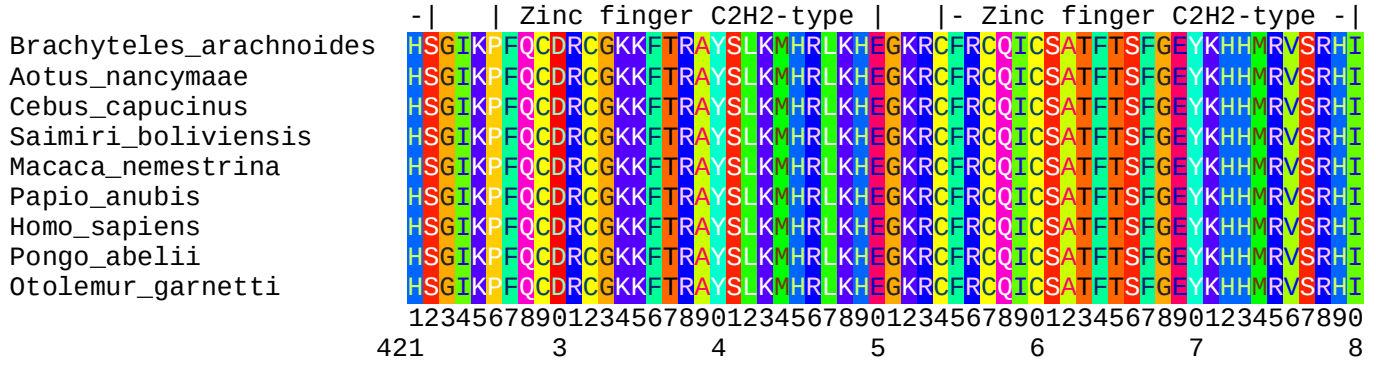 -|   | Zinc finger C2H2-type |   |- Zinc finger C2H2-type -|
Brachyteles_arachnoides HSGIKPFQCDRCGKKFTRAYSLKMHRLKHEGKRCFRCQICSATFTSFGEYKHHMRVSRHI
Aotus_nancymaae HSGIKPFQCDRCGKKFTRAYSLKMHRLKHEGKRCFRCQICSATFTSFGEYKHHMRVSRHI
Cebus_capucinus HSGIKPFQCDRCGKKFTRAYSLKMHRLKHEGKRCFRCQICSATFTSFGEYKHHMRVSRHI
Saimiri_boliviensis HSGIKPFQCDRCGKKFTRAYSLKMHRLKHEGKRCFRCQICSATFTSFGEYKHHMRVSRHI
Macaca_nemestrina HSGIKPFQCDRCGKKFTRAYSLKMHRLKHEGKRCFRCQICSATFTSFGEYKHHMRVSRHI
Papio_anubis HSGIKPFQCDRCGKKFTRAYSLKMHRLKHEGKRCFRCQICSATFTSFGEYKHHMRVSRHI
Homo_sapiens HSGIKPFQCDRCGKKFTRAYSLKMHRLKHEGKRCFRCQICSATFTSFGEYKHHMRVSRHI
Pongo_abelii HSGIKPFQCDRCGKKFTRAYSLKMHRLKHEGKRCFRCQICSATFTSFGEYKHHMRVSRHI
Otolemur_garnetti HSGIKPFQCDRCGKKFTRAYSLKMHRLKHEGKRCFRCQICSATFTSFGEYKHHMRVSRHI
123456789012345678901234567890123456789012345678901234567890
421 3 4 5 6 7 8